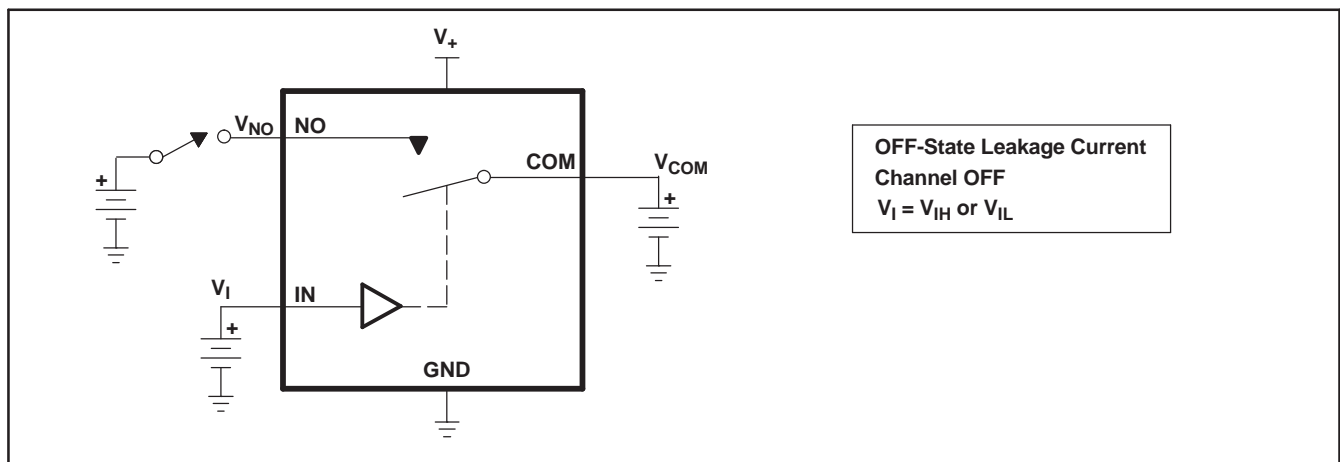 V+
VNO
NO
COM
VCOM
+
+
VI
IN
+
GND
OFF-State Leakage Current
Channel OFF
VI = VIH or VIL